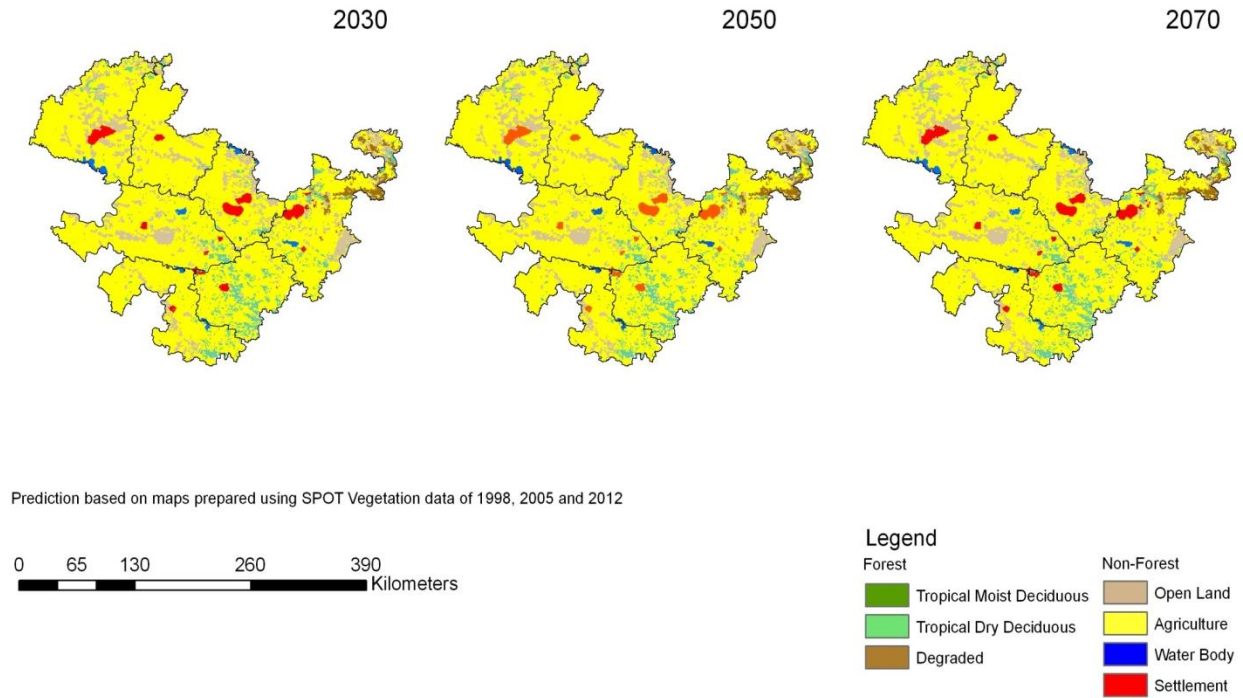 2030 2050 2070
Prediction based on maps prepared using SPOT Vegetation data of 1998, 2005 and 2012
0 65 130 260 390
Kilometers
Legend
Forest
Tropical Moist Deciduous
Tropical Dry Deciduous
Degraded
Non-Forest
Open Land
Agriculture
Water Body
Settlement